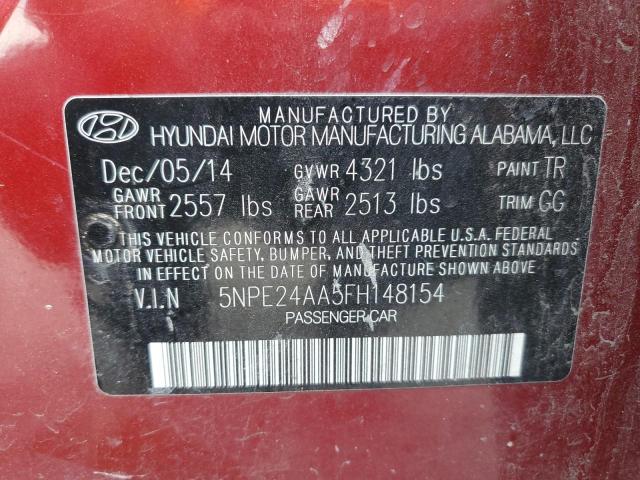 MANUFACTURED BY
HYUNDAI MOTOR MANUFACTURING ALABAMA, LLC
Dec/05/14 GVWR 4321 lbs PAINT TR
GAWR FRONT 2557 lbs GAWR REAR 2513 lbs TRIM GG
THIS VEHICLE CONFORMS TO ALL APPLICABLE U.S.A. FEDERAL
MOTOR VEHICLE SAFETY, BUMPER, AND THEFT PREVENTION STANDARDS
IN EFFECT ON THE DATE OF MANUFACTURE SHOWN ABOVE
V.I.N 5NPE24AA5FH148154
PASSENGER CAR